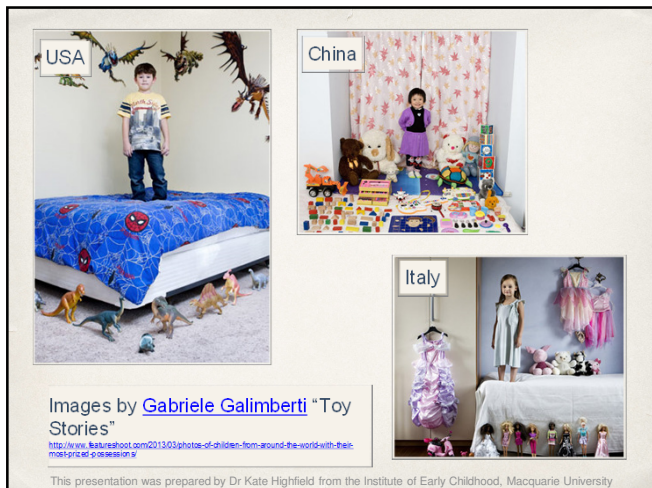 USA
China
Italy
Images by Gabriele Galimberti “Toy
Stories”
http://www.featureshoot.com/2013/03/photos-of-children-from-around-the-world-with-their-
most-prized-possessions/
This presentation was prepared by Dr Kate Highfield from the Institute of Early Childhood, Macquarie University